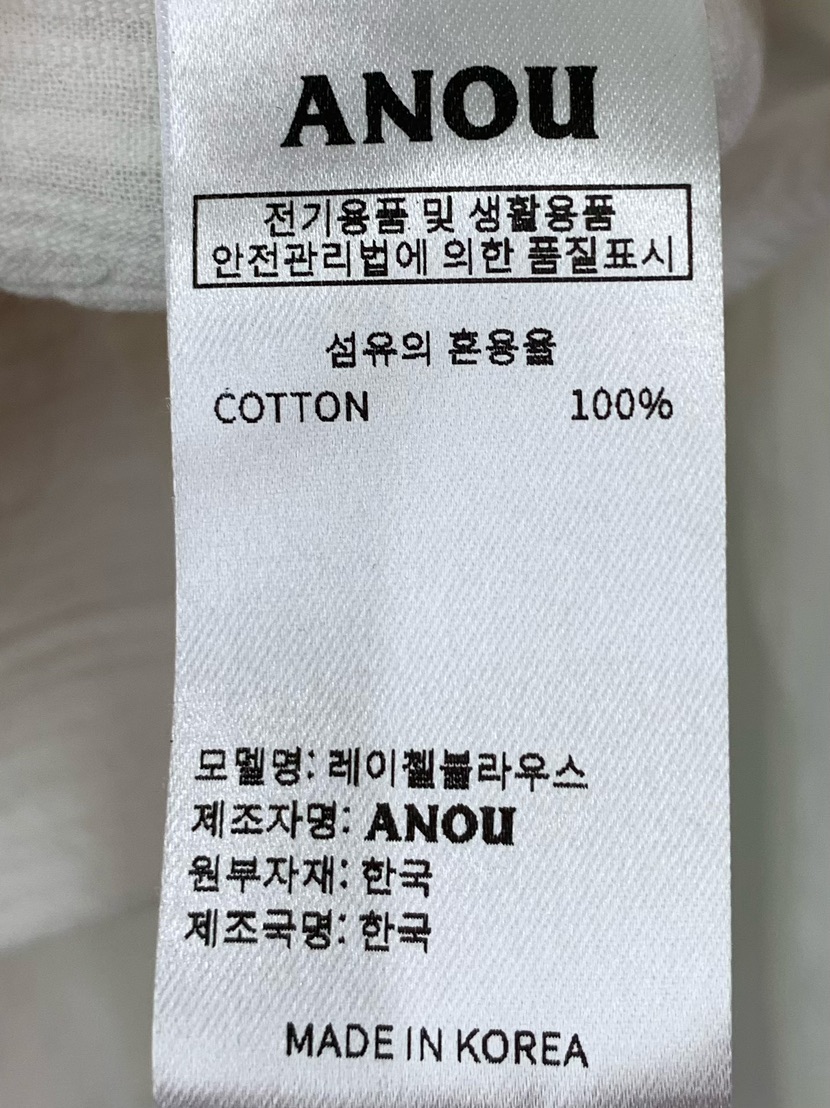 ANOU
전기용품 및 생활용품
안전관리법에 의한 품질표시
섬유의 혼용율
COTTON 100%
모델명: 레이첼블라우스
제조자명: ANOU
원부자재: 한국
제조국명: 한국
MADE IN KOREA